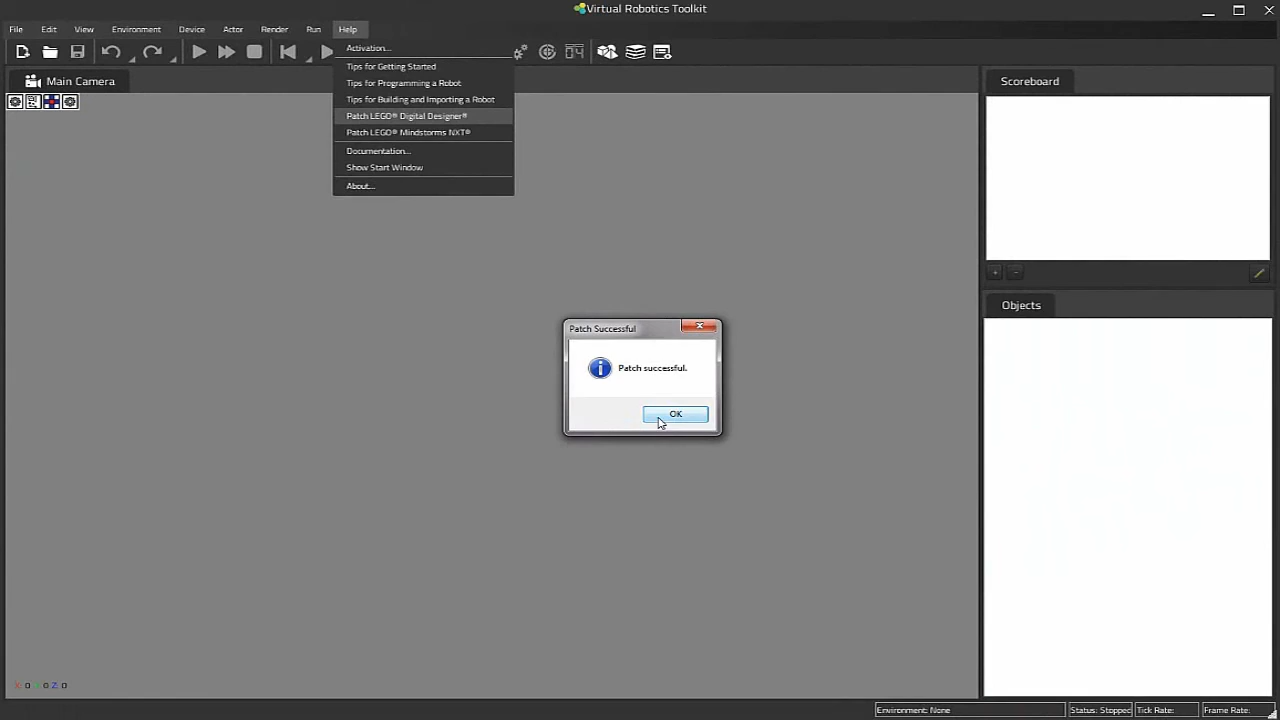 Virtual Robotics Toolkit
File Edit View Environment Device Actor Render Run Help
Main Camera
Activation...
Tips for Getting Started
Tips for Programming a Robot
Tips for Building and Importing a Robot
Patch LEGO® Digital Designer®
Patch LEGO® Mindstorms NXT®
Documentation...
Show Start Window
About...
Scoreboard
+ -
Objects
Patch Successful
Patch successful.
OK
X: 0 Y: 0 Z: 0
Environment: None Status: Stopped Tick Rate: Frame Rate: